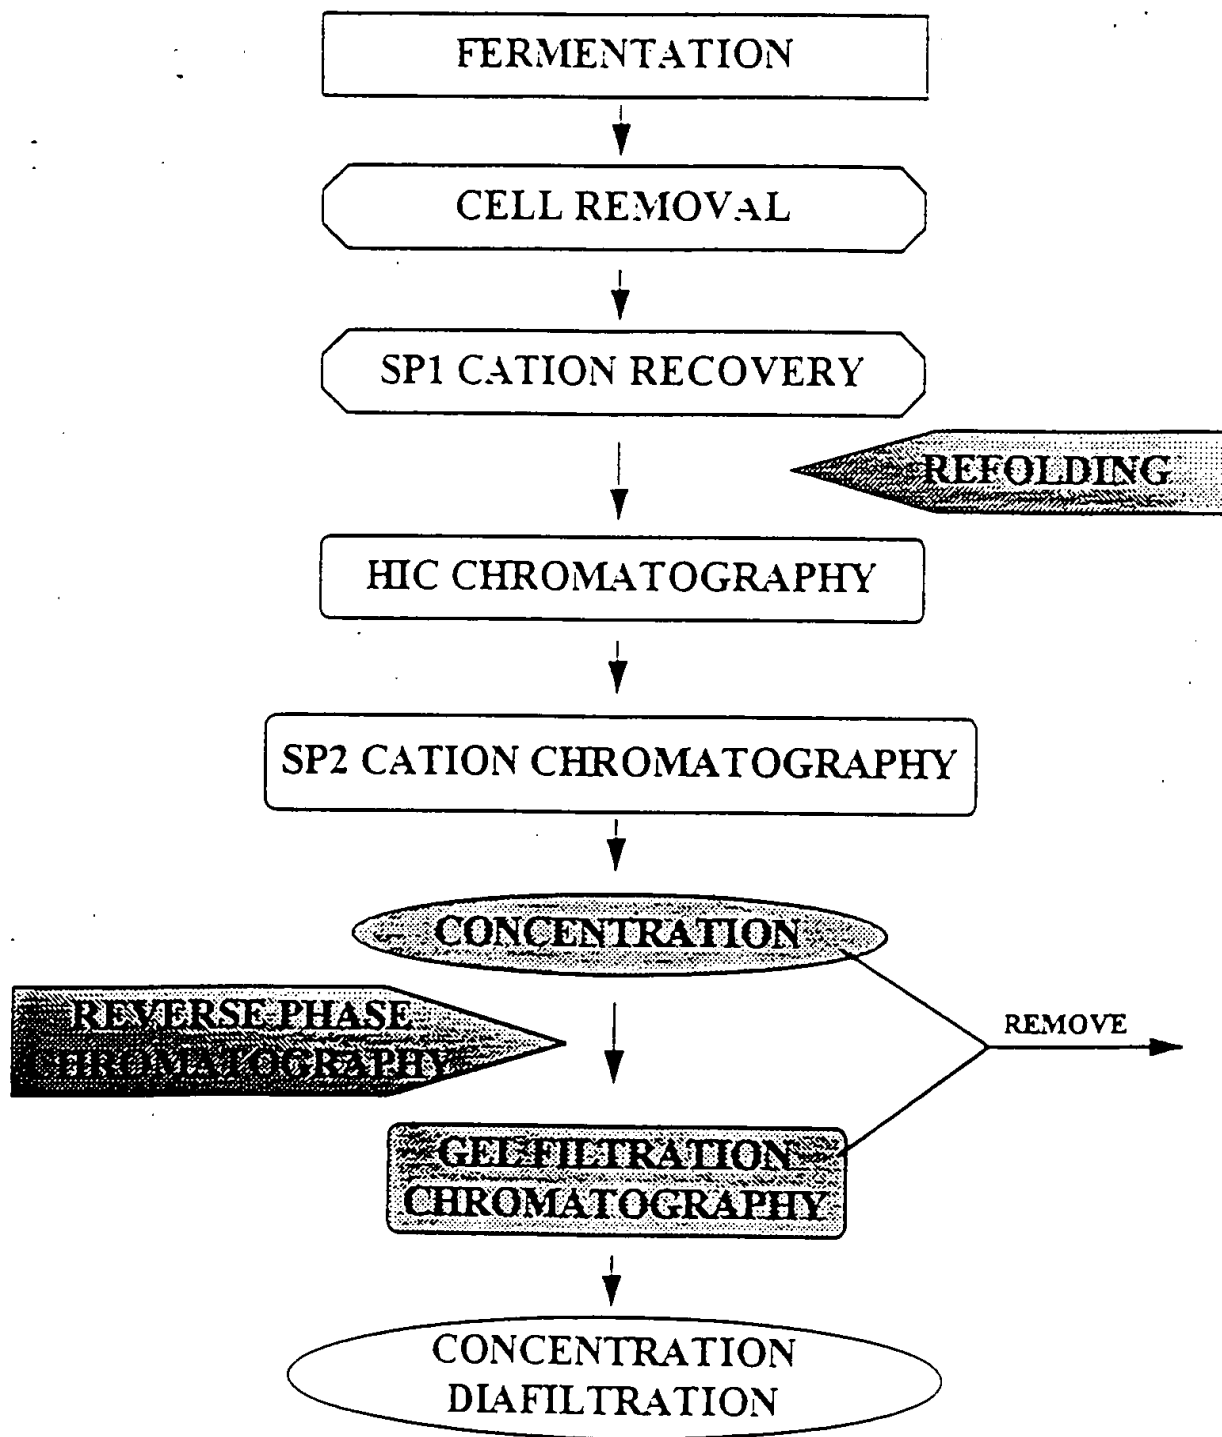 FERMENTATION
CELL REMOVAL
SP1 CATION RECOVERY
REFOLDING
HIC CHROMATOGRAPHY
SP2 CATION CHROMATOGRAPHY
CONCENTRATION
REVERSE PHASE
CHROMATOGRAPHY
REMOVE
GEL FILTRATION
CHROMATOGRAPHY
CONCENTRATION
DIAFILTRATION